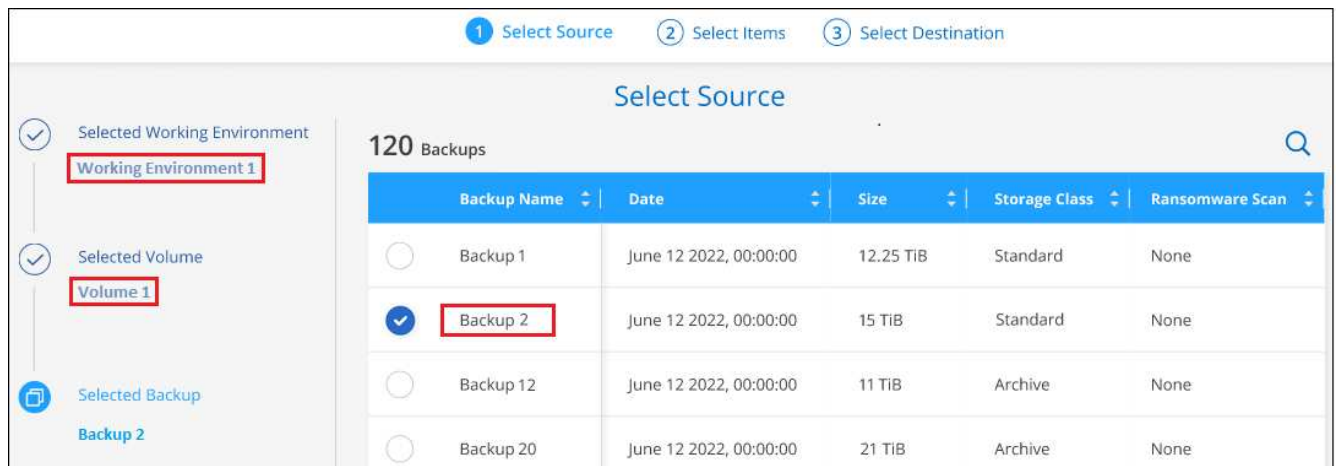 1 Select Source 2 Select Items 3 Select Destination
Select Source
Selected Working Environment
Working Environment 1
Selected Volume
Volume 1
Selected Backup
Backup 2
120 Backups
Backup Name Date Size Storage Class Ransomware Scan
Backup 1 June 12 2022, 00:00:00 12.25 TiB Standard None
Backup 2 June 12 2022, 00:00:00 15 TiB Standard None
Backup 12 June 12 2022, 00:00:00 11 TiB Archive None
Backup 20 June 12 2022, 00:00:00 21 TiB Archive None